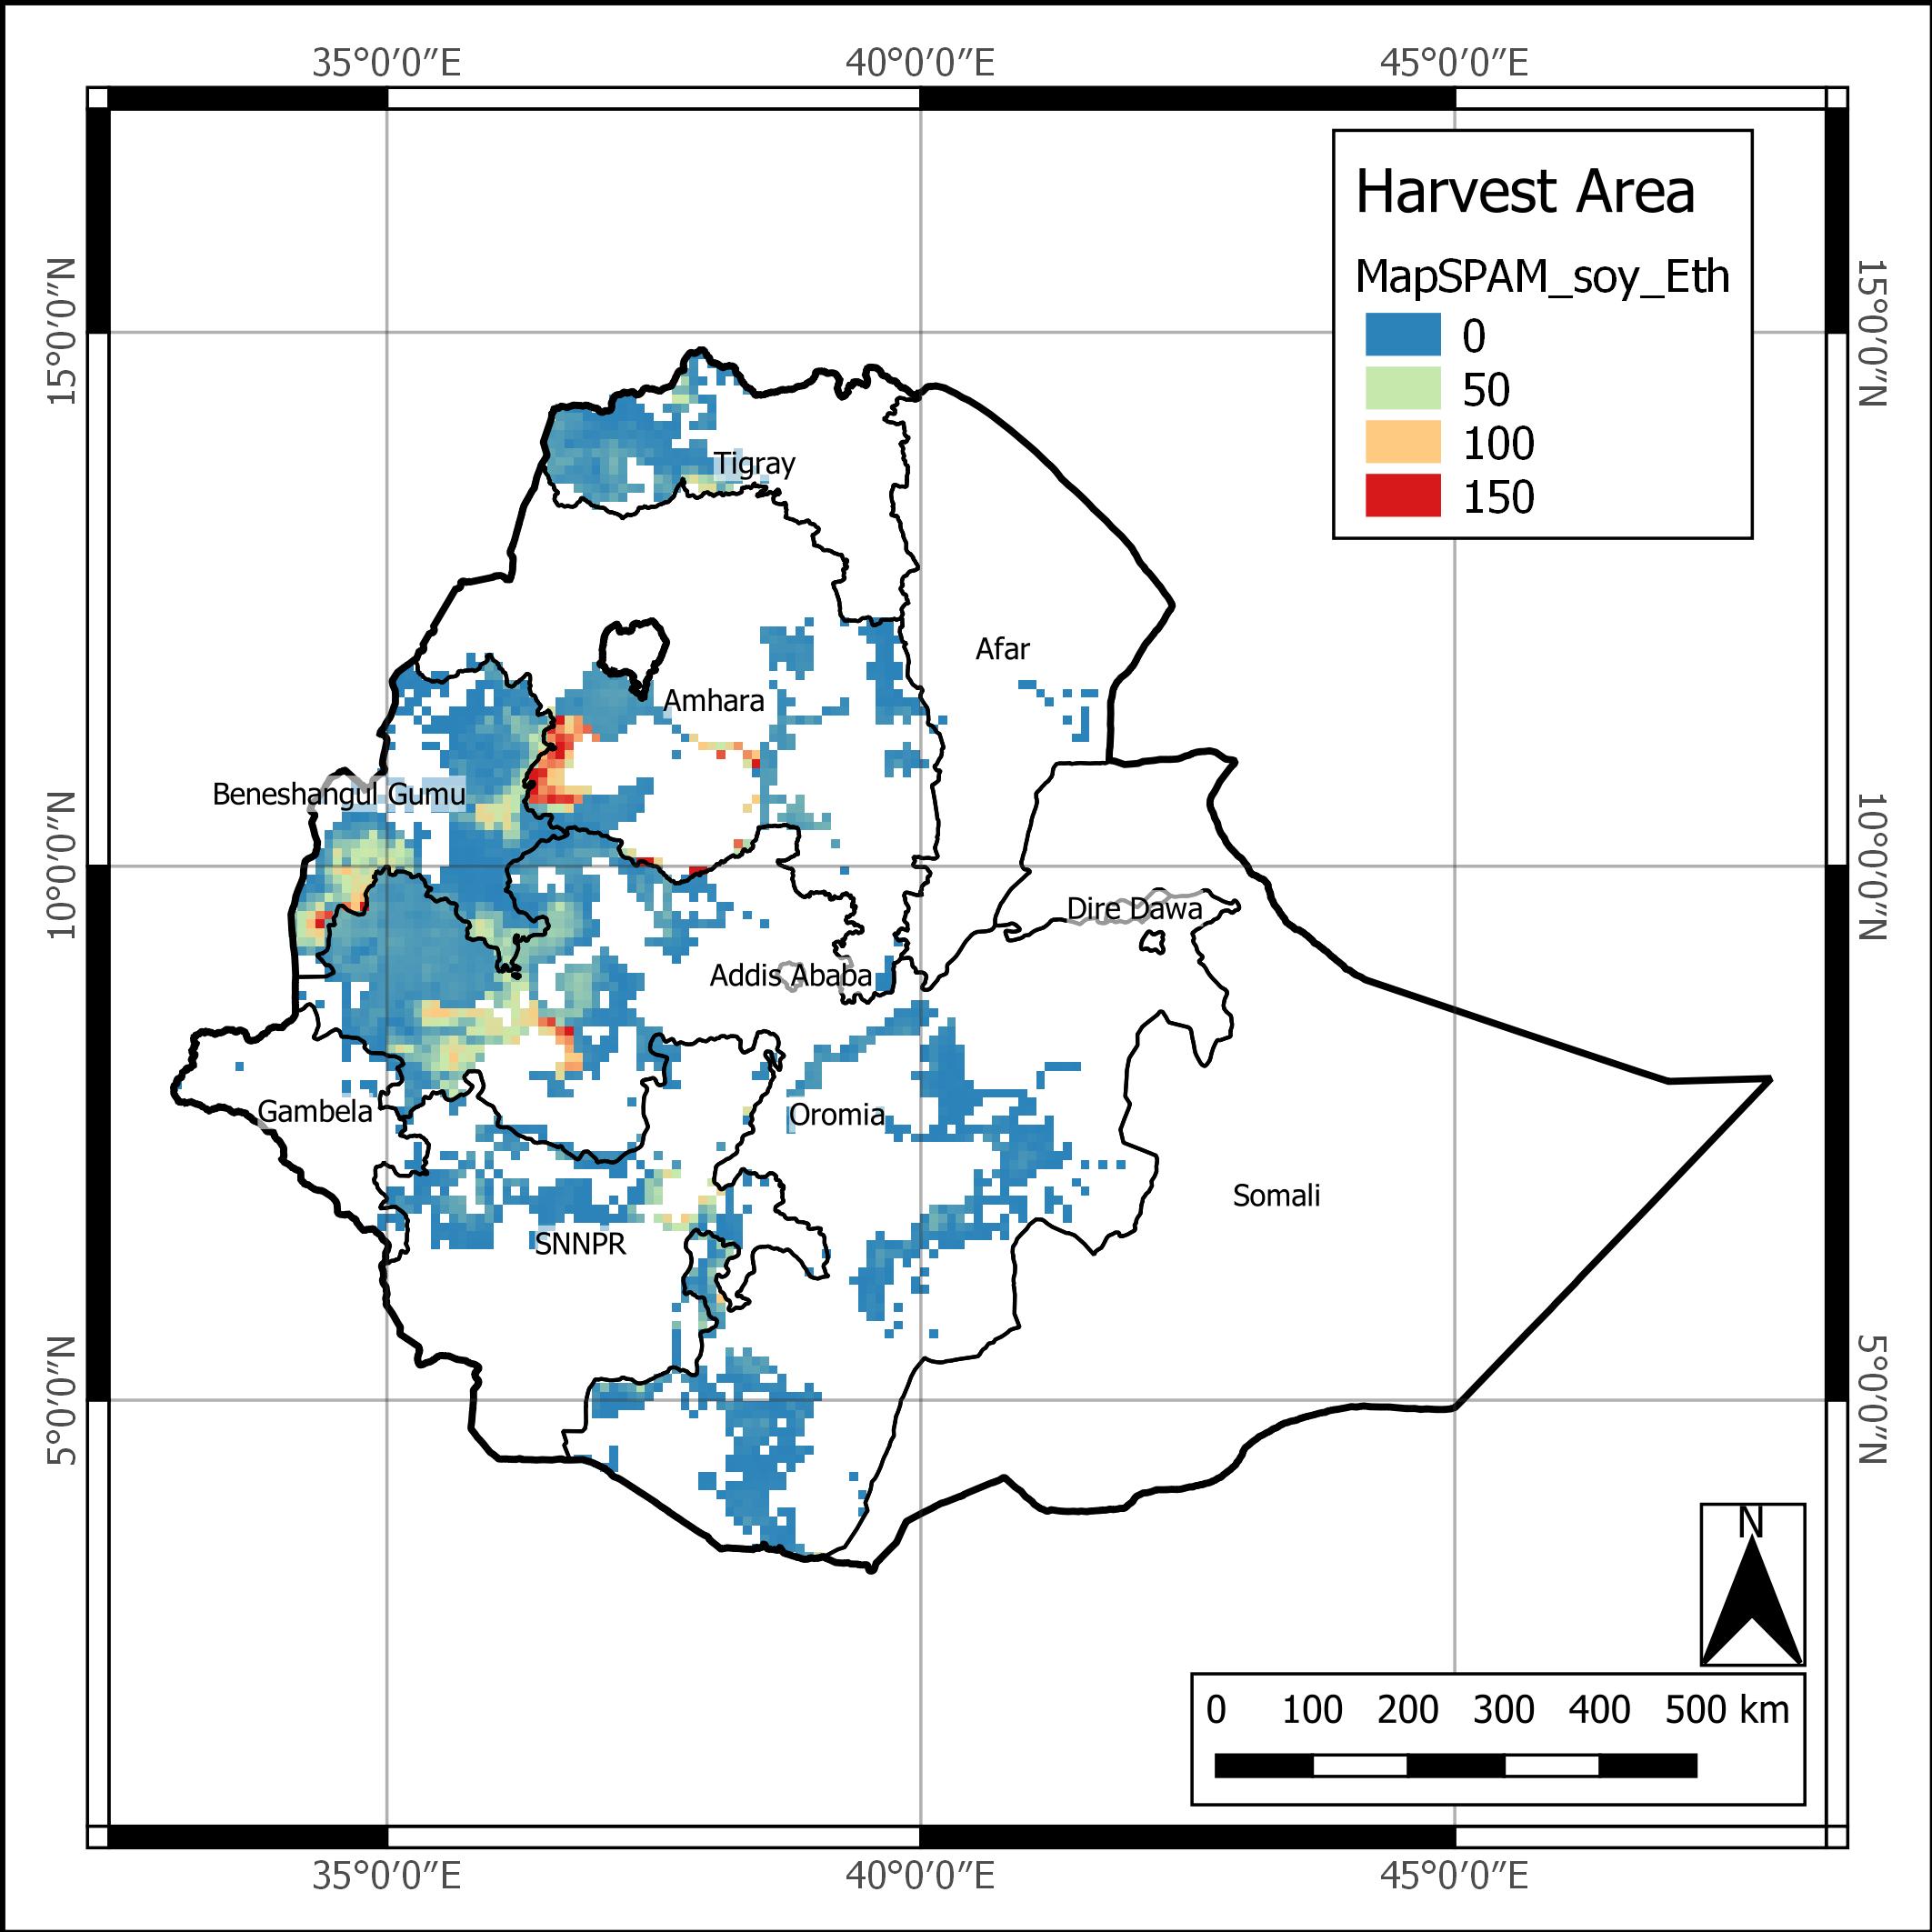 35°0′0″E 40°0′0″E 45°0′0″E
Harvest Area
MapSPAM_soy_Eth
0
50
100
150
15°0′0″N 15°0′0″N
Tigray
Afar
Amhara
Beneshangul Gumu
10°0′0″N 10°0′0″N
Dire Dawa
Addis Ababa
Gambela
Oromia
Somali
SNNPR
5°0′0″N 5°0′0″N
N
0 100 200 300 400 500 km
35°0′0″E 40°0′0″E 45°0′0″E